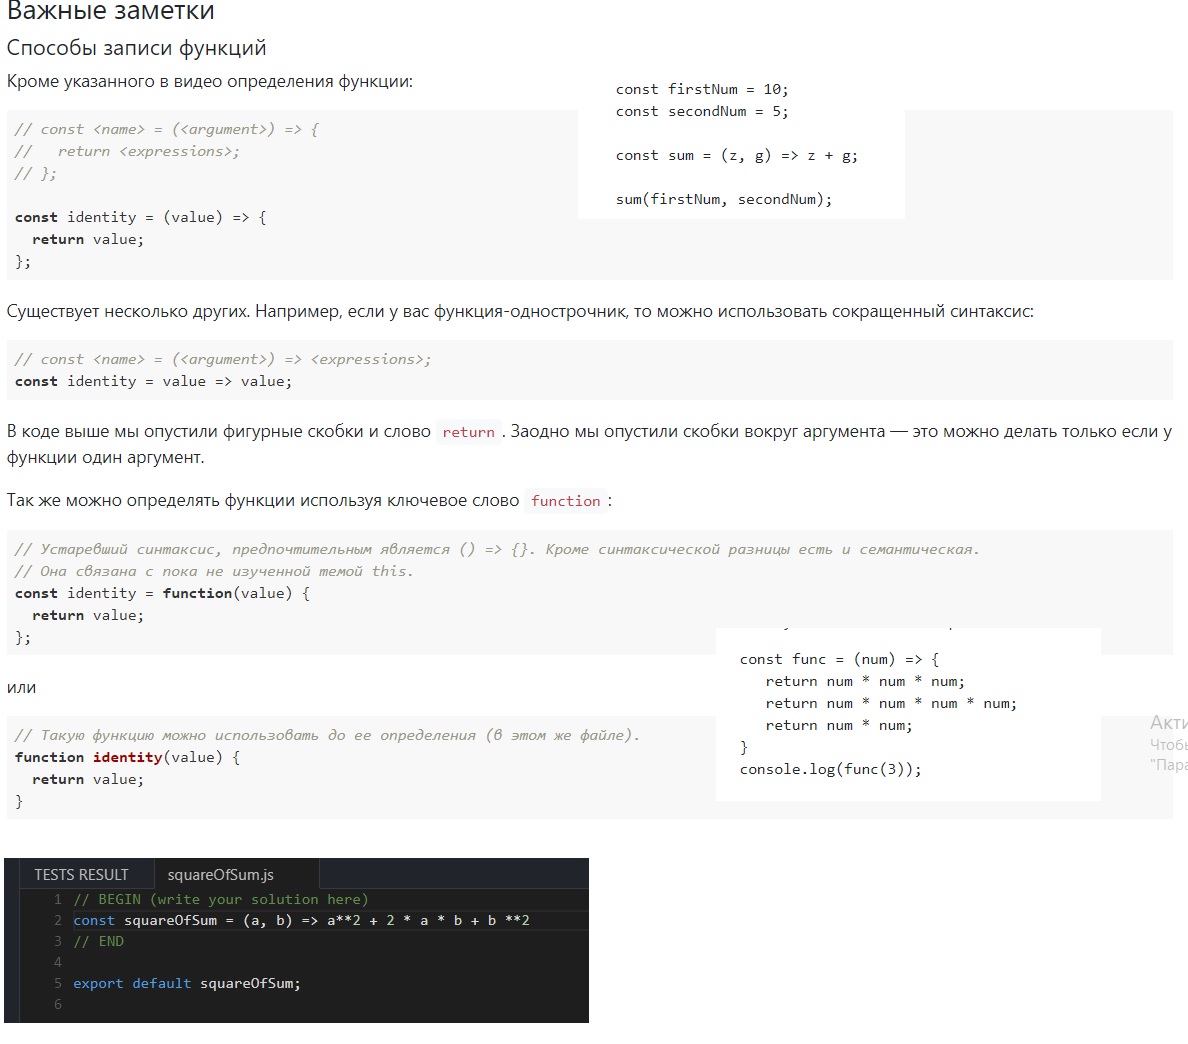 Важные заметки
Способы записи функций
Кроме указанного в видео определения функции:
const firstNum = 10;
const secondNum = 5;
const sum = (z, g) => z + g;
sum(firstNum, secondNum);
// const <name> = (<argument>) => {
//   return <expressions>;
// };
const identity = (value) => {
  return value;
};
Существует несколько других. Например, если у вас функция-однострочник, то можно использовать сокращенный синтаксис:
// const <name> = (<argument>) => <expressions>;
const identity = value => value;
В коде выше мы опустили фигурные скобки и слово return. Заодно мы опустили скобки вокруг аргумента — это можно делать только если у
функции один аргумент.
Так же можно определять функции используя ключевое слово function:
// Устаревший синтаксис, предпочтительным является () => {}. Кроме синтаксической разницы есть и семантическая.
// Она связана с пока не изученной темой this.
const identity = function(value) {
  return value;
};
или
// Такую функцию можно использовать до ее определения (в этом же файле).
function identity(value) {
  return value;
}
const func = (num) => {
   return num * num * num;
   return num * num * num * num;
   return num * num;
}
console.log(func(3));
Акти
Чтобы
"Пара
TESTS RESULT squareOfSum.js
1 // BEGIN (write your solution here)
2 const squareOfSum = (a, b) => a**2 + 2 * a * b + b **2
3 // END
4
5 export default squareOfSum;
6